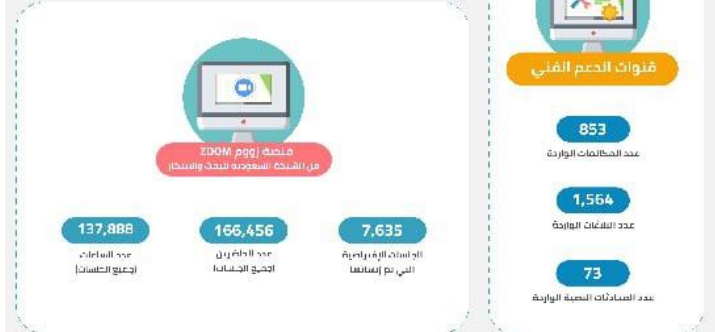 قنوات الدعم الفني
853
عدد المكالمات الواردة
1,564
عدد البلاغات الواردة
73
عدد المحادثات النصية الواردة
منصة زووم ZOOM
من الشبكة السعودية للبحث والابتكار
7,635
الجلسات الإفتراضية
التي تم إنشائها
166,456
عدد الحاضرين
(جميع الجلسات)
137,888
عدد الساعات
(جميع الجلسات)